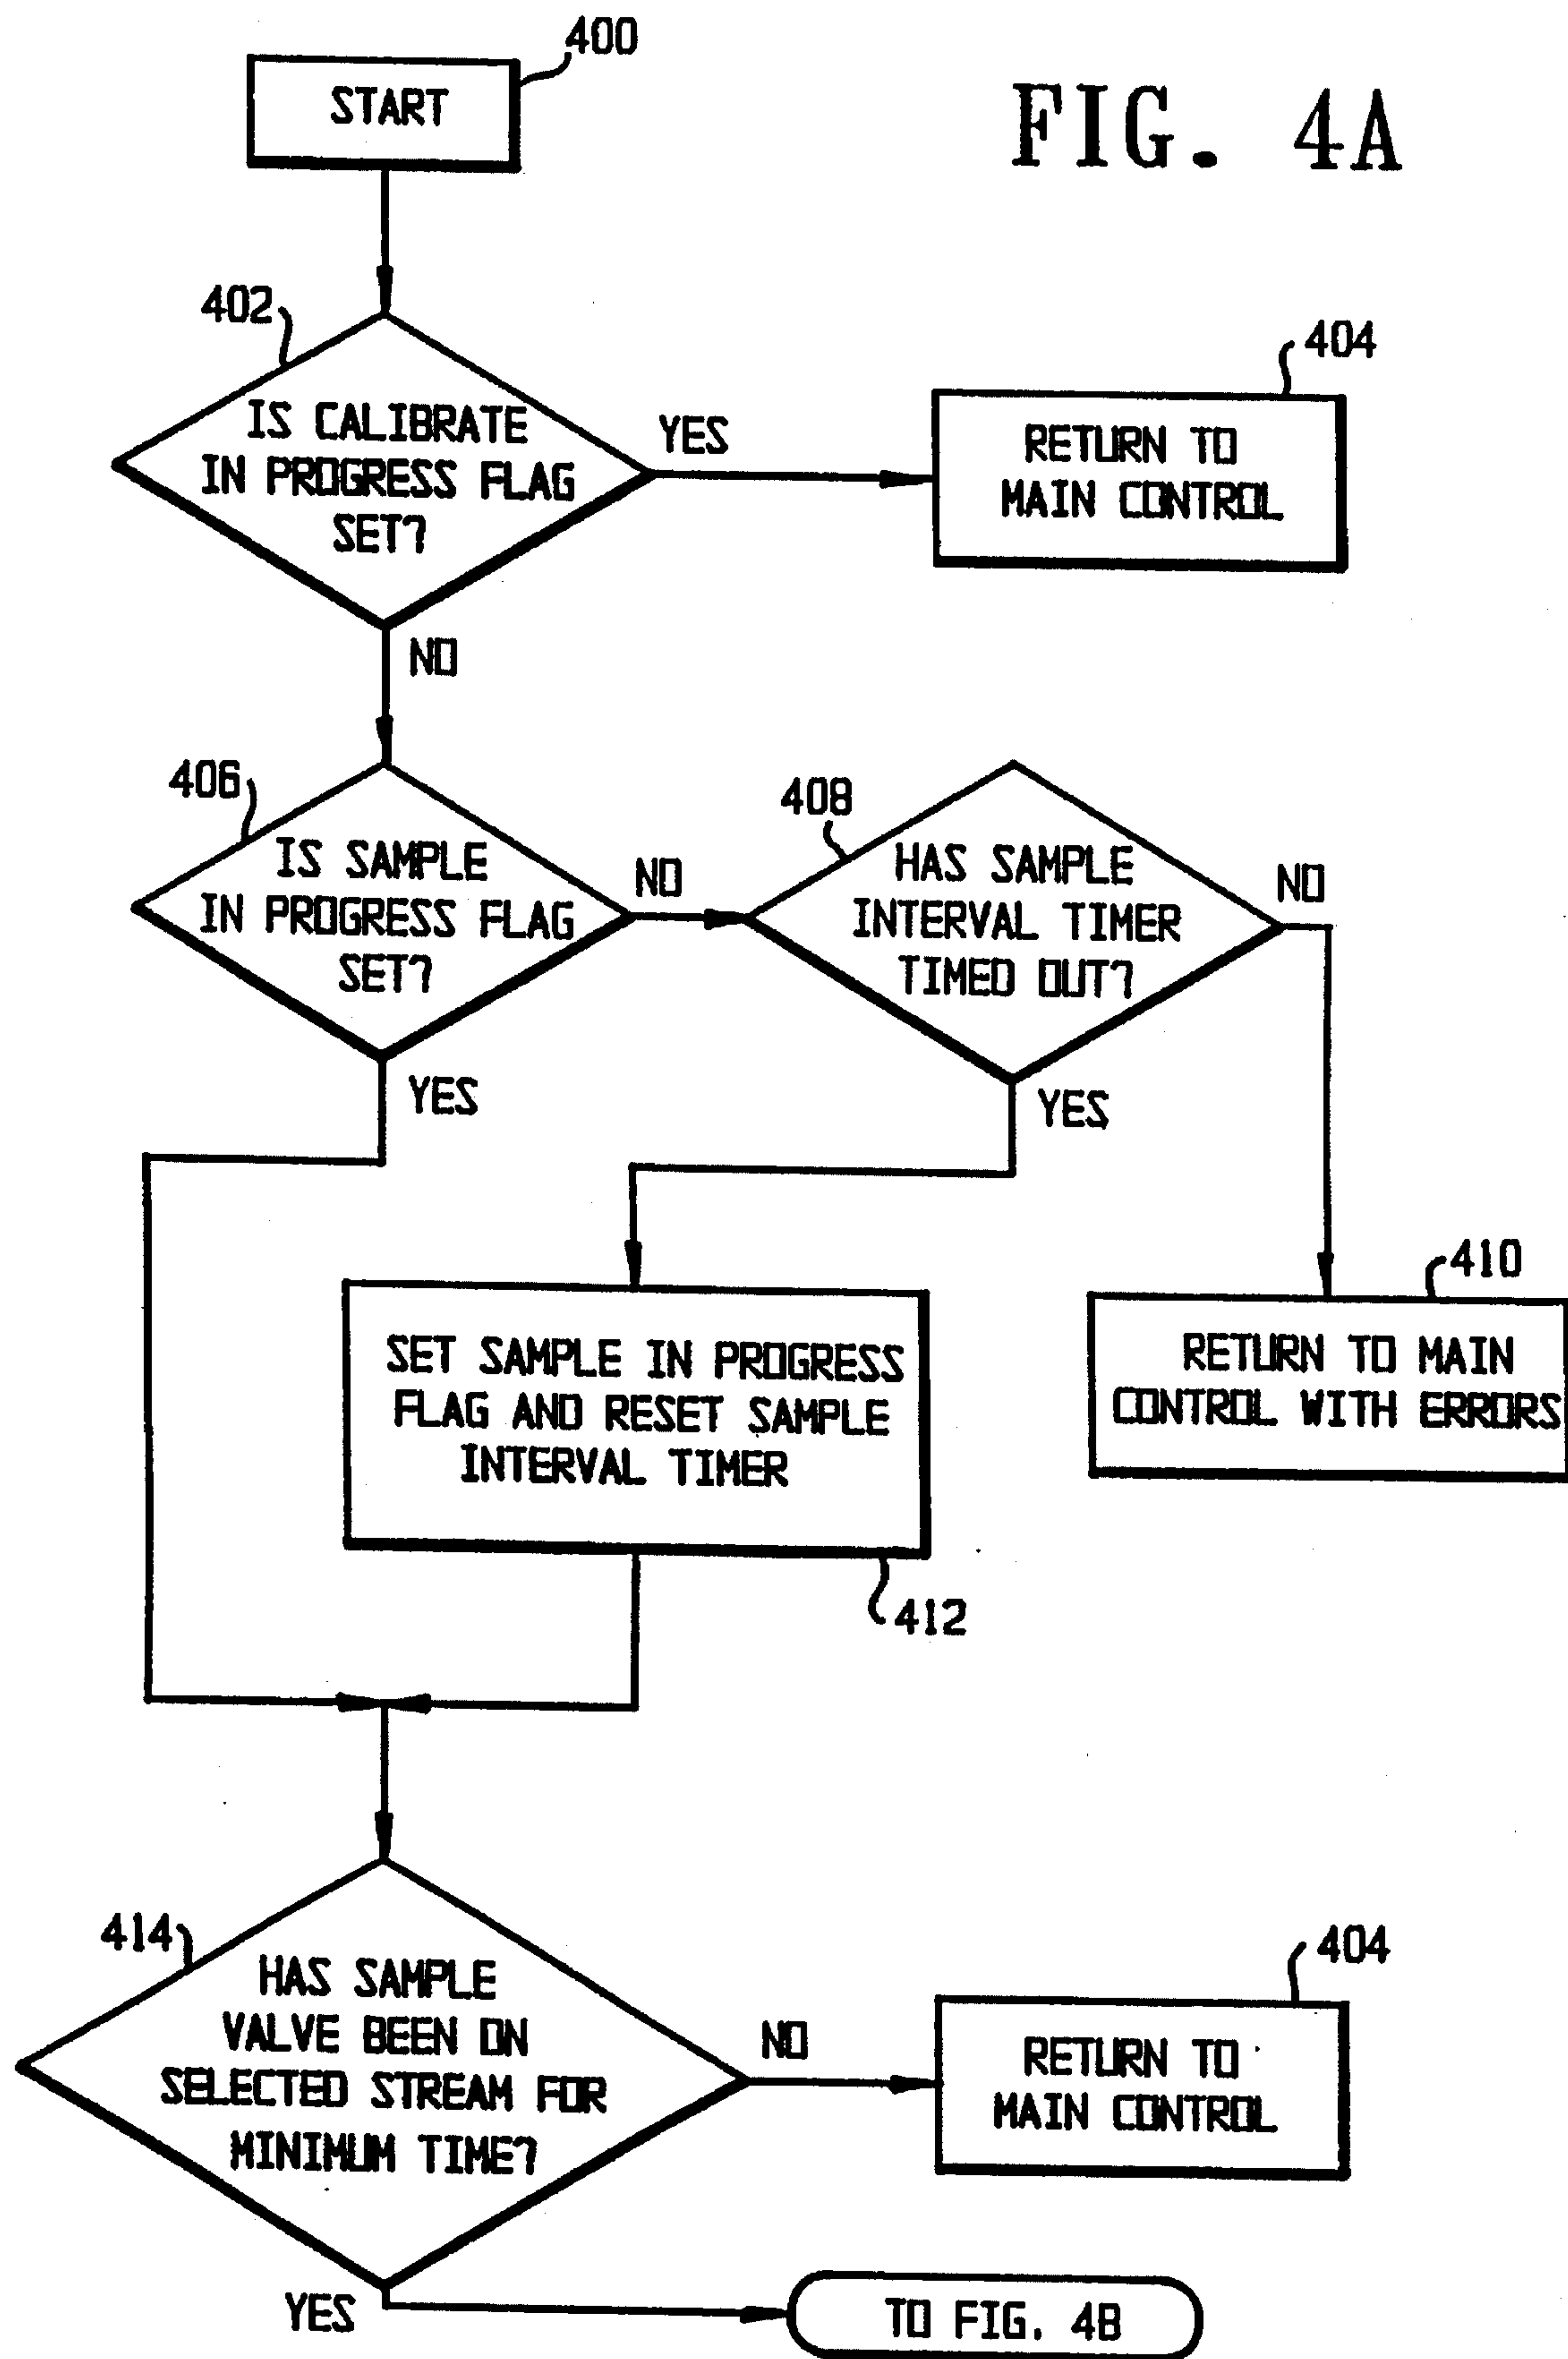 400
START
FIG. 4A
402
IS CALIBRATE
IN PROGRESS FLAG
SET?
YES
404
RETURN TO
MAIN CONTROL
NO
406
IS SAMPLE
IN PROGRESS FLAG
SET?
NO
408
HAS SAMPLE
INTERVAL TIMER
TIMED OUT?
NO
YES
YES
410
RETURN TO MAIN
CONTROL WITH ERRORS
SET SAMPLE IN PROGRESS
FLAG AND RESET SAMPLE
INTERVAL TIMER
412
414
HAS SAMPLE
VALVE BEEN ON
SELECTED STREAM FOR
MINIMUM TIME?
NO
404
RETURN TO
MAIN CONTROL
YES
TO FIG. 4B